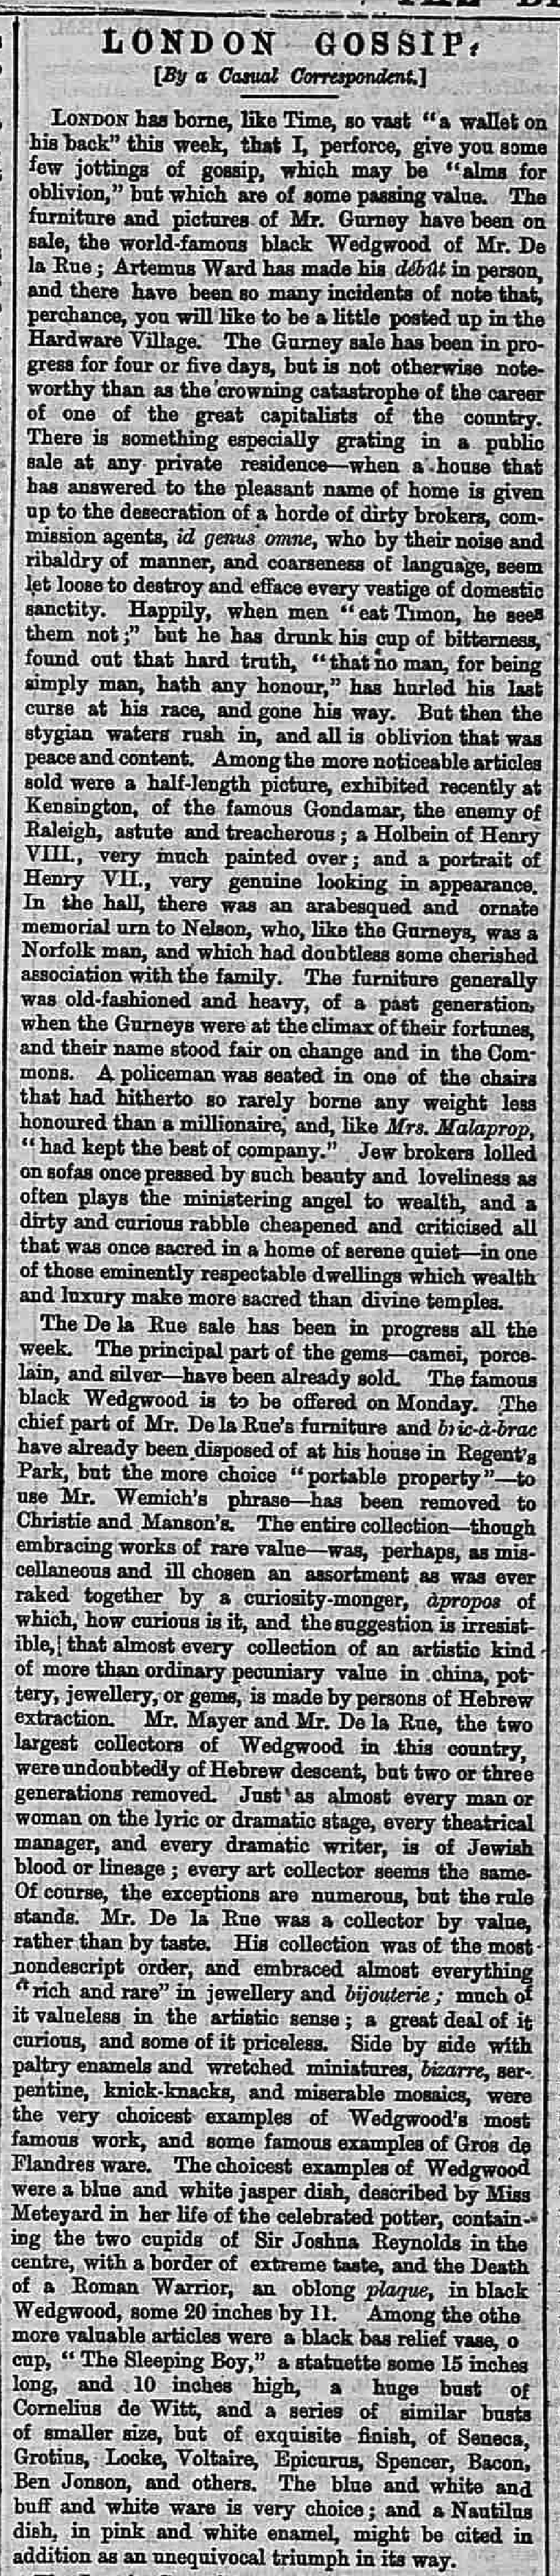 LONDON GOSSIP.
[By a Casual Correspondent.]
LONDON has borne, like Time, so vast "a wallet on
his back" this week, that I, perforce, give you some
few jottings of gossip, which may be "alms for
oblivion," but which are of some passing value. The
furniture and pictures of Mr. Gurney have been on
sale, the world-famous black Wedgwood of Mr. De
la Rue; Artemus Ward has made his débût in person,
and there have been so many incidents of note that,
perchance, you will like to be a little posted up in the
Hardware Village. The Gurney sale has been in pro-
gress for four or five days, but is not otherwise note-
worthy than as the crowning catastrophe of the career
of one of the great capitalists of the country.
There is something especially grating in a public
sale at any private residence—when a house that
has answered to the pleasant name of home is given
up to the desecration of a horde of dirty brokers, com-
mission agents, id genus omne, who by their noise and
ribaldry of manner, and coarseness of language, seem
let loose to destroy and efface every vestige of domestic
sanctity. Happily, when men "eat Timon, he sees
them not;" but he has drunk his cup of bitterness,
found out that hard truth, "that no man, for being
simply man, hath any honour," has hurled his last
curse at his race, and gone his way. But then the
stygian waters rush in, and all is oblivion that was
peace and content. Among the more noticeable articles
sold were a half-length picture, exhibited recently at
Kensington, of the famous Gondamar, the enemy of
Raleigh, astute and treacherous; a Holbein of Henry
VIII., very much painted over; and a portrait of
Henry VII., very genuine looking in appearance.
In the hall, there was an arabesqued and ornate
memorial urn to Nelson, who, like the Gurneys, was a
Norfolk man, and which had doubtless some cherished
association with the family. The furniture generally
was old-fashioned and heavy, of a past generation,
when the Gurneys were at the climax of their fortunes,
and their name stood fair on change and in the Com-
mons. A policeman was seated in one of the chairs
that had hitherto so rarely borne any weight less
honoured than a millionaire, and, like Mrs. Malaprop,
"had kept the best of company." Jew brokers lolled
on sofas once pressed by such beauty and loveliness as
often plays the ministering angel to wealth, and a
dirty and curious rabble cheapened and criticised all
that was once sacred in a home of serene quiet—in one
of those eminently respectable dwellings which wealth
and luxury make more sacred than divine temples.
The De la Rue sale has been in progress all the
week. The principal part of the gems—camei, porce-
lain, and silver—have been already sold. The famous
black Wedgwood is to be offered on Monday. The
chief part of Mr. De la Rue's furniture and bric-à-brac
have already been disposed of at his house in Regent's
Park, but the more choice "portable property"—to
use Mr. Wemich's phrase—has been removed to
Christie and Manson's. The entire collection—though
embracing works of rare value—was, perhaps, as mis-
cellaneous and ill chosen an assortment as was ever
raked together by a curiosity-monger, àpropos of
which, how curious is it, and the suggestion is irresist-
ible, that almost every collection of an artistic kind
of more than ordinary pecuniary value in china, pot-
tery, jewellery, or gems, is made by persons of Hebrew
extraction. Mr. Mayer and Mr. De la Rue, the two
largest collectors of Wedgwood in this country,
were undoubtedly of Hebrew descent, but two or three
generations removed. Just as almost every man or
woman on the lyric or dramatic stage, every theatrical
manager, and every dramatic writer, is of Jewish
blood or lineage; every art collector seems the same.
Of course, the exceptions are numerous, but the rule
stands. Mr. De la Rue was a collector by value,
rather than by taste. His collection was of the most
nondescript order, and embraced almost everything
"rich and rare" in jewellery and bijouterie; much of
it valueless in the artistic sense; a great deal of it
curious, and some of it priceless. Side by side with
paltry enamels and wretched miniatures, bizarre, ser-
pentine, knick-knacks, and miserable mosaics, were
the very choicest examples of Wedgwood's most
famous work, and some famous examples of Gros de
Flandres ware. The choicest examples of Wedgwood
were a blue and white jasper dish, described by Miss
Meteyard in her life of the celebrated potter, contain-
ing the two cupids of Sir Joshua Reynolds in the
centre, with a border of extreme taste, and the Death
of a Roman Warrior, an oblong plaque, in black
Wedgwood, some 20 inches by 11. Among the othe
more valuable articles were a black bas relief vase, o
cup, "The Sleeping Boy," a statuette some 15 inches
long, and 10 inches high, a huge bust of
Cornelius de Witt, and a series of similar busts
of smaller size, but of exquisite finish, of Seneca,
Grotius, Locke, Voltaire, Epicurus, Spencer, Bacon,
Ben Jonson, and others. The blue and white and
buff and white ware is very choice; and a Nautilus
dish, in pink and white enamel, might be cited in
addition as an unequivocal triumph in its way.